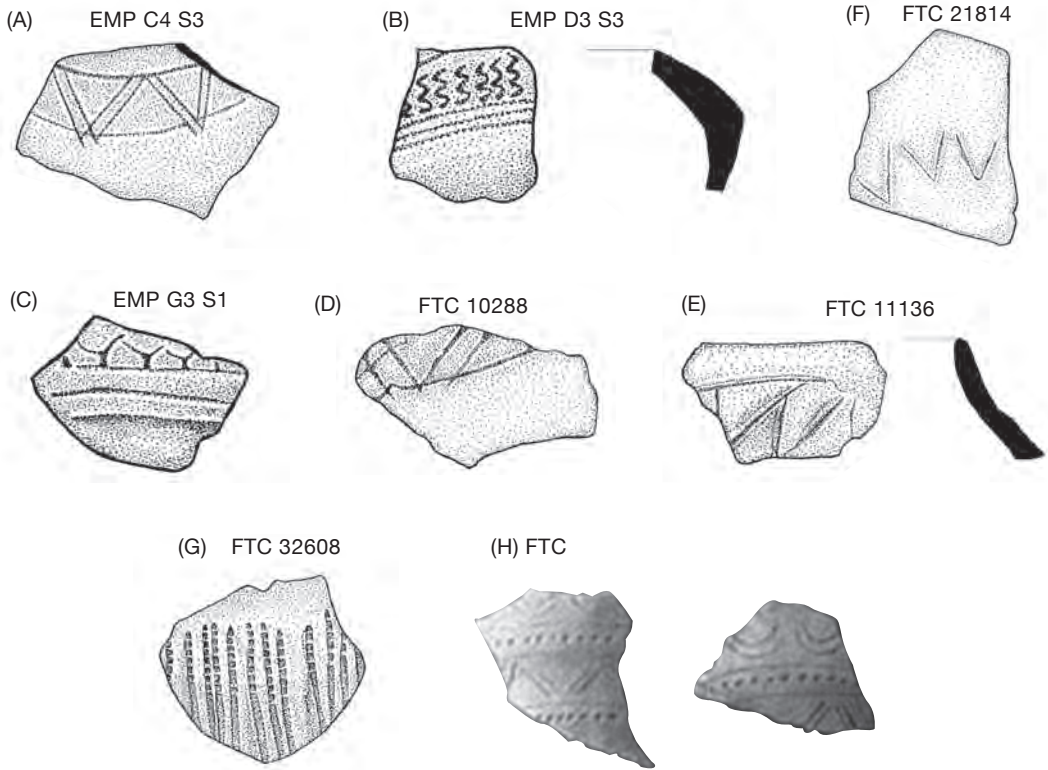 (A) EMP C4 S3
(B) EMP D3 S3
(F) FTC 21814
(C) EMP G3 S1
(D) FTC 10288
(E) FTC 11136
(G) FTC 32608
(H) FTC